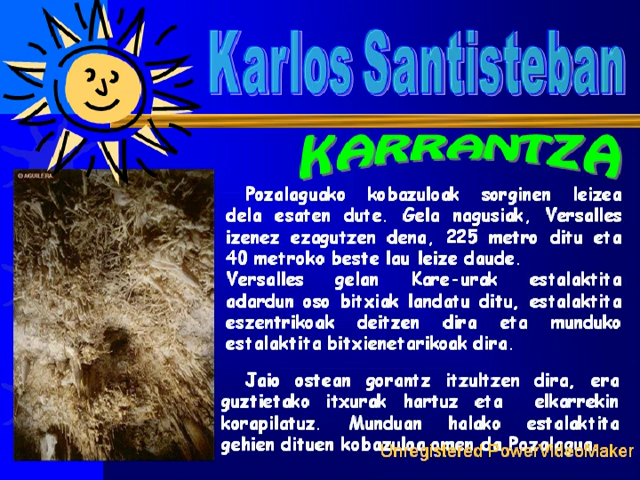 Karlos Santisteban
KARRANTZA
© AGUILERA
Pozalaguako kobazuloak sorginen leizea
dela esaten dute. Gela nagusiak, Versalles
izenez ezagutzen dena, 225 metro ditu eta
40 metroko beste lau leize daude.
Versalles gelan Kare-urak estalaktita
adardun oso bitxiak landatu ditu, estalaktita
eszentrikoak deitzen dira eta munduko
estalaktita bitxienetarikoak dira.
Jaio ostean gorantz itzultzen dira, era
guztietako itxurak hartuz eta elkarrekin
korapilatuz. Munduan halako estalaktita
gehien dituen kobazuloa omen da Pozalagua.
Unregistered PowerVideoMaker